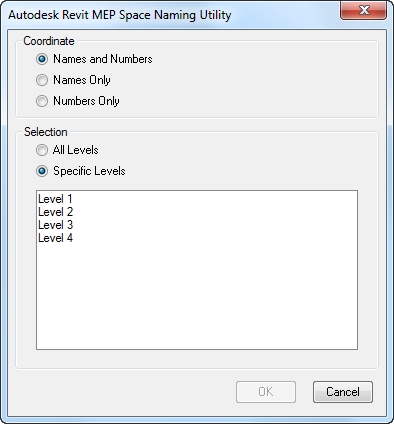 Autodesk Revit MEP Space Naming Utility
Coordinate
Names and Numbers
Names Only
Numbers Only
Selection
All Levels
Specific Levels
Level 1
Level 2
Level 3
Level 4
OK
Cancel